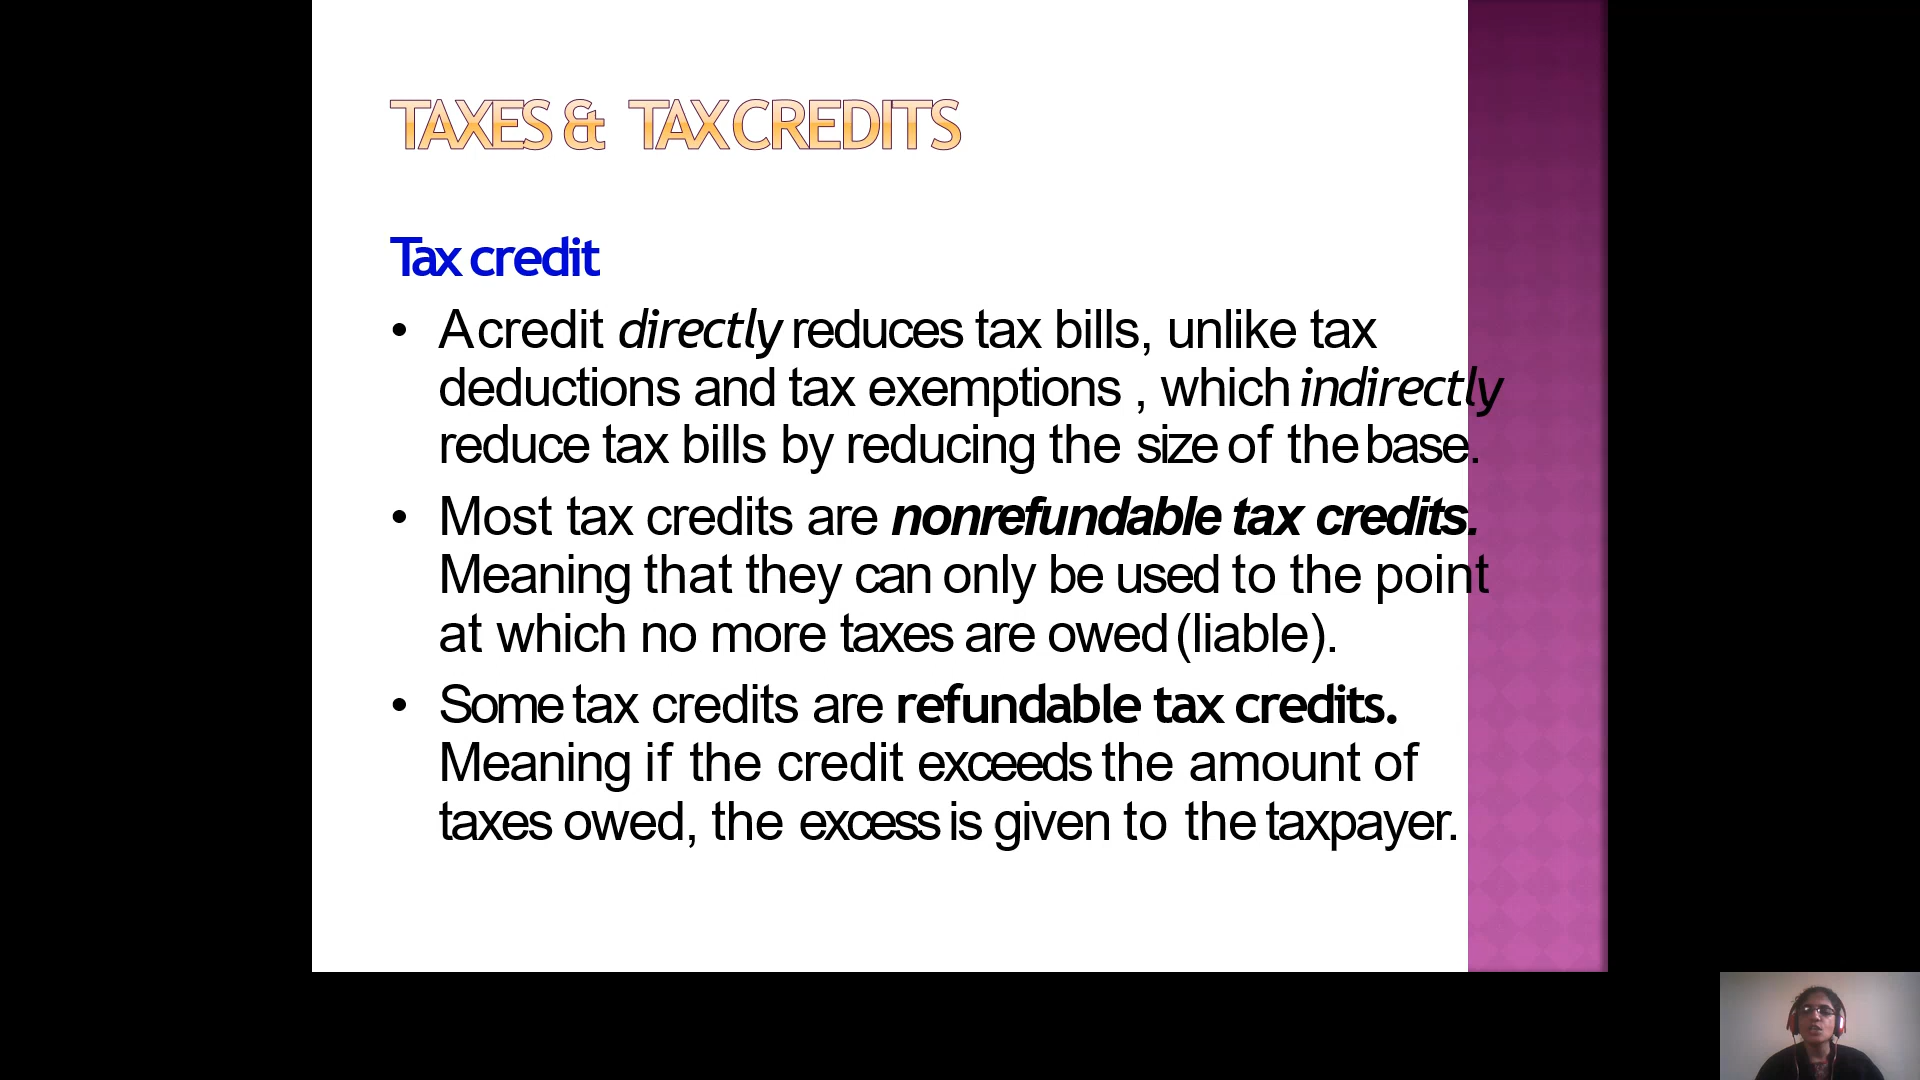 TAXES & TAX CREDITS
Tax credit
• A credit directly reduces tax bills, unlike tax
deductions and tax exemptions , which indirectly
reduce tax bills by reducing the size of the base.
• Most tax credits are nonrefundable tax credits.
Meaning that they can only be used to the point
at which no more taxes are owed (liable).
• Some tax credits are refundable tax credits.
Meaning if the credit exceeds the amount of
taxes owed, the excess is given to the taxpayer.